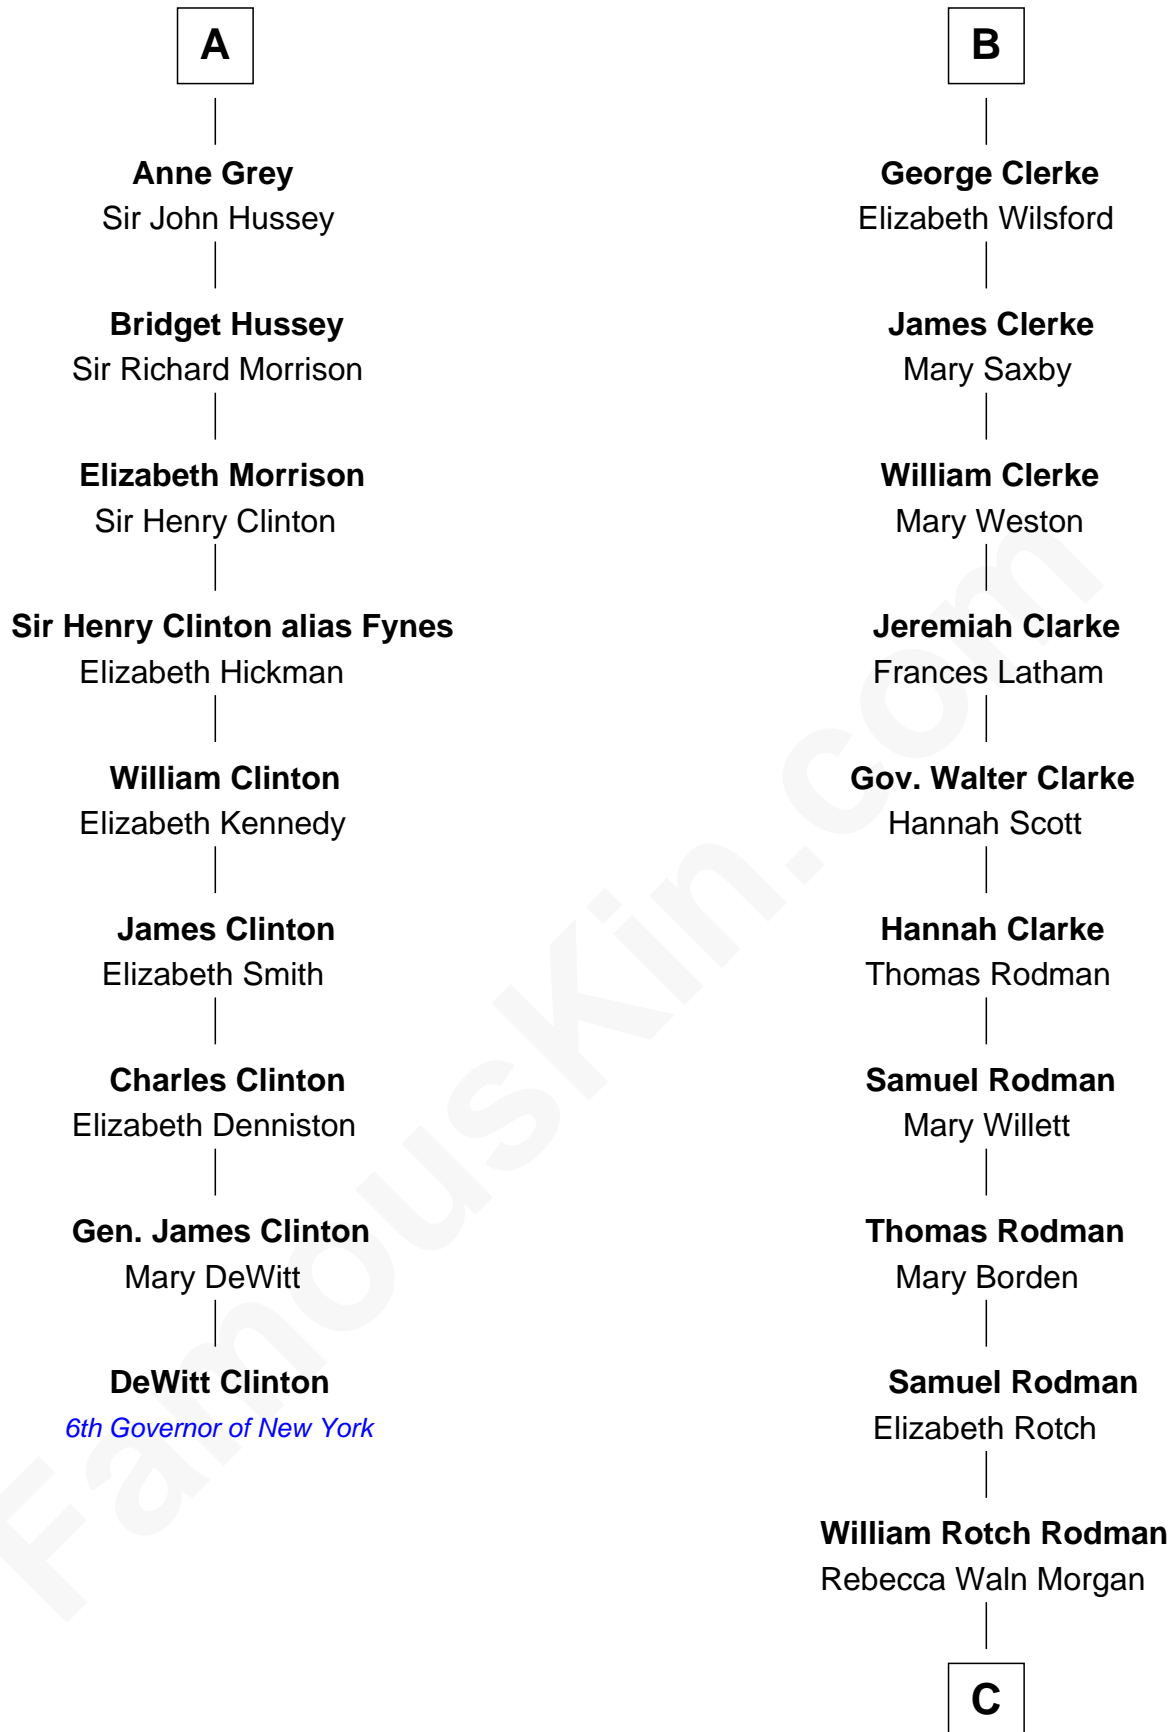 A
Anne Grey
Sir John Hussey
Bridget Hussey
Sir Richard Morrison
Elizabeth Morrison
Sir Henry Clinton
Sir Henry Clinton alias Fynes
Elizabeth Hickman
William Clinton
Elizabeth Kennedy
James Clinton
Elizabeth Smith
Charles Clinton
Elizabeth Denniston
Gen. James Clinton
Mary DeWitt
DeWitt Clinton
6th Governor of New York
B
George Clerke
Elizabeth Wilsford
James Clerke
Mary Saxby
William Clerke
Mary Weston
Jeremiah Clarke
Frances Latham
Gov. Walter Clarke
Hannah Scott
Hannah Clarke
Thomas Rodman
Samuel Rodman
Mary Willett
Thomas Rodman
Mary Borden
Samuel Rodman
Elizabeth Rotch
William Rotch Rodman
Rebecca Waln Morgan
C
FamousKin.com